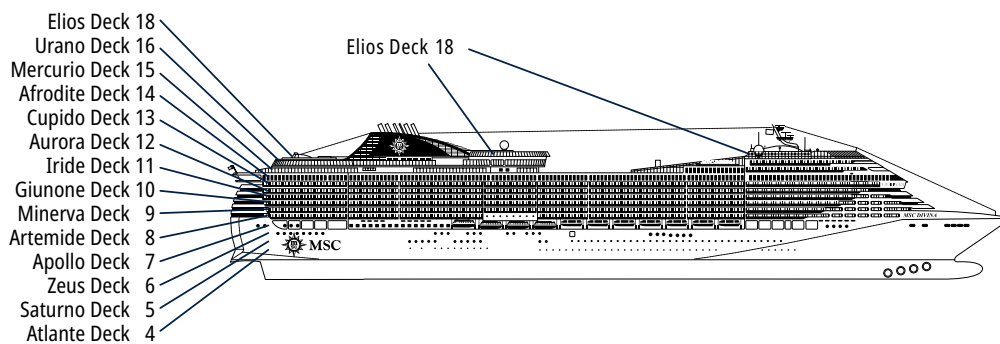 Elios Deck 18
Urano Deck 16
Mercurio Deck 15
Afrodite Deck 14
Cupido Deck 13
Aurora Deck 12
Iride Deck 11
Giunone Deck 10
Minerva Deck 9
Artemide Deck 8
Apollo Deck 7
Zeus Deck 6
Saturno Deck 5
Atlante Deck 4
Elios Deck 18
MSC DIVINA
MSC